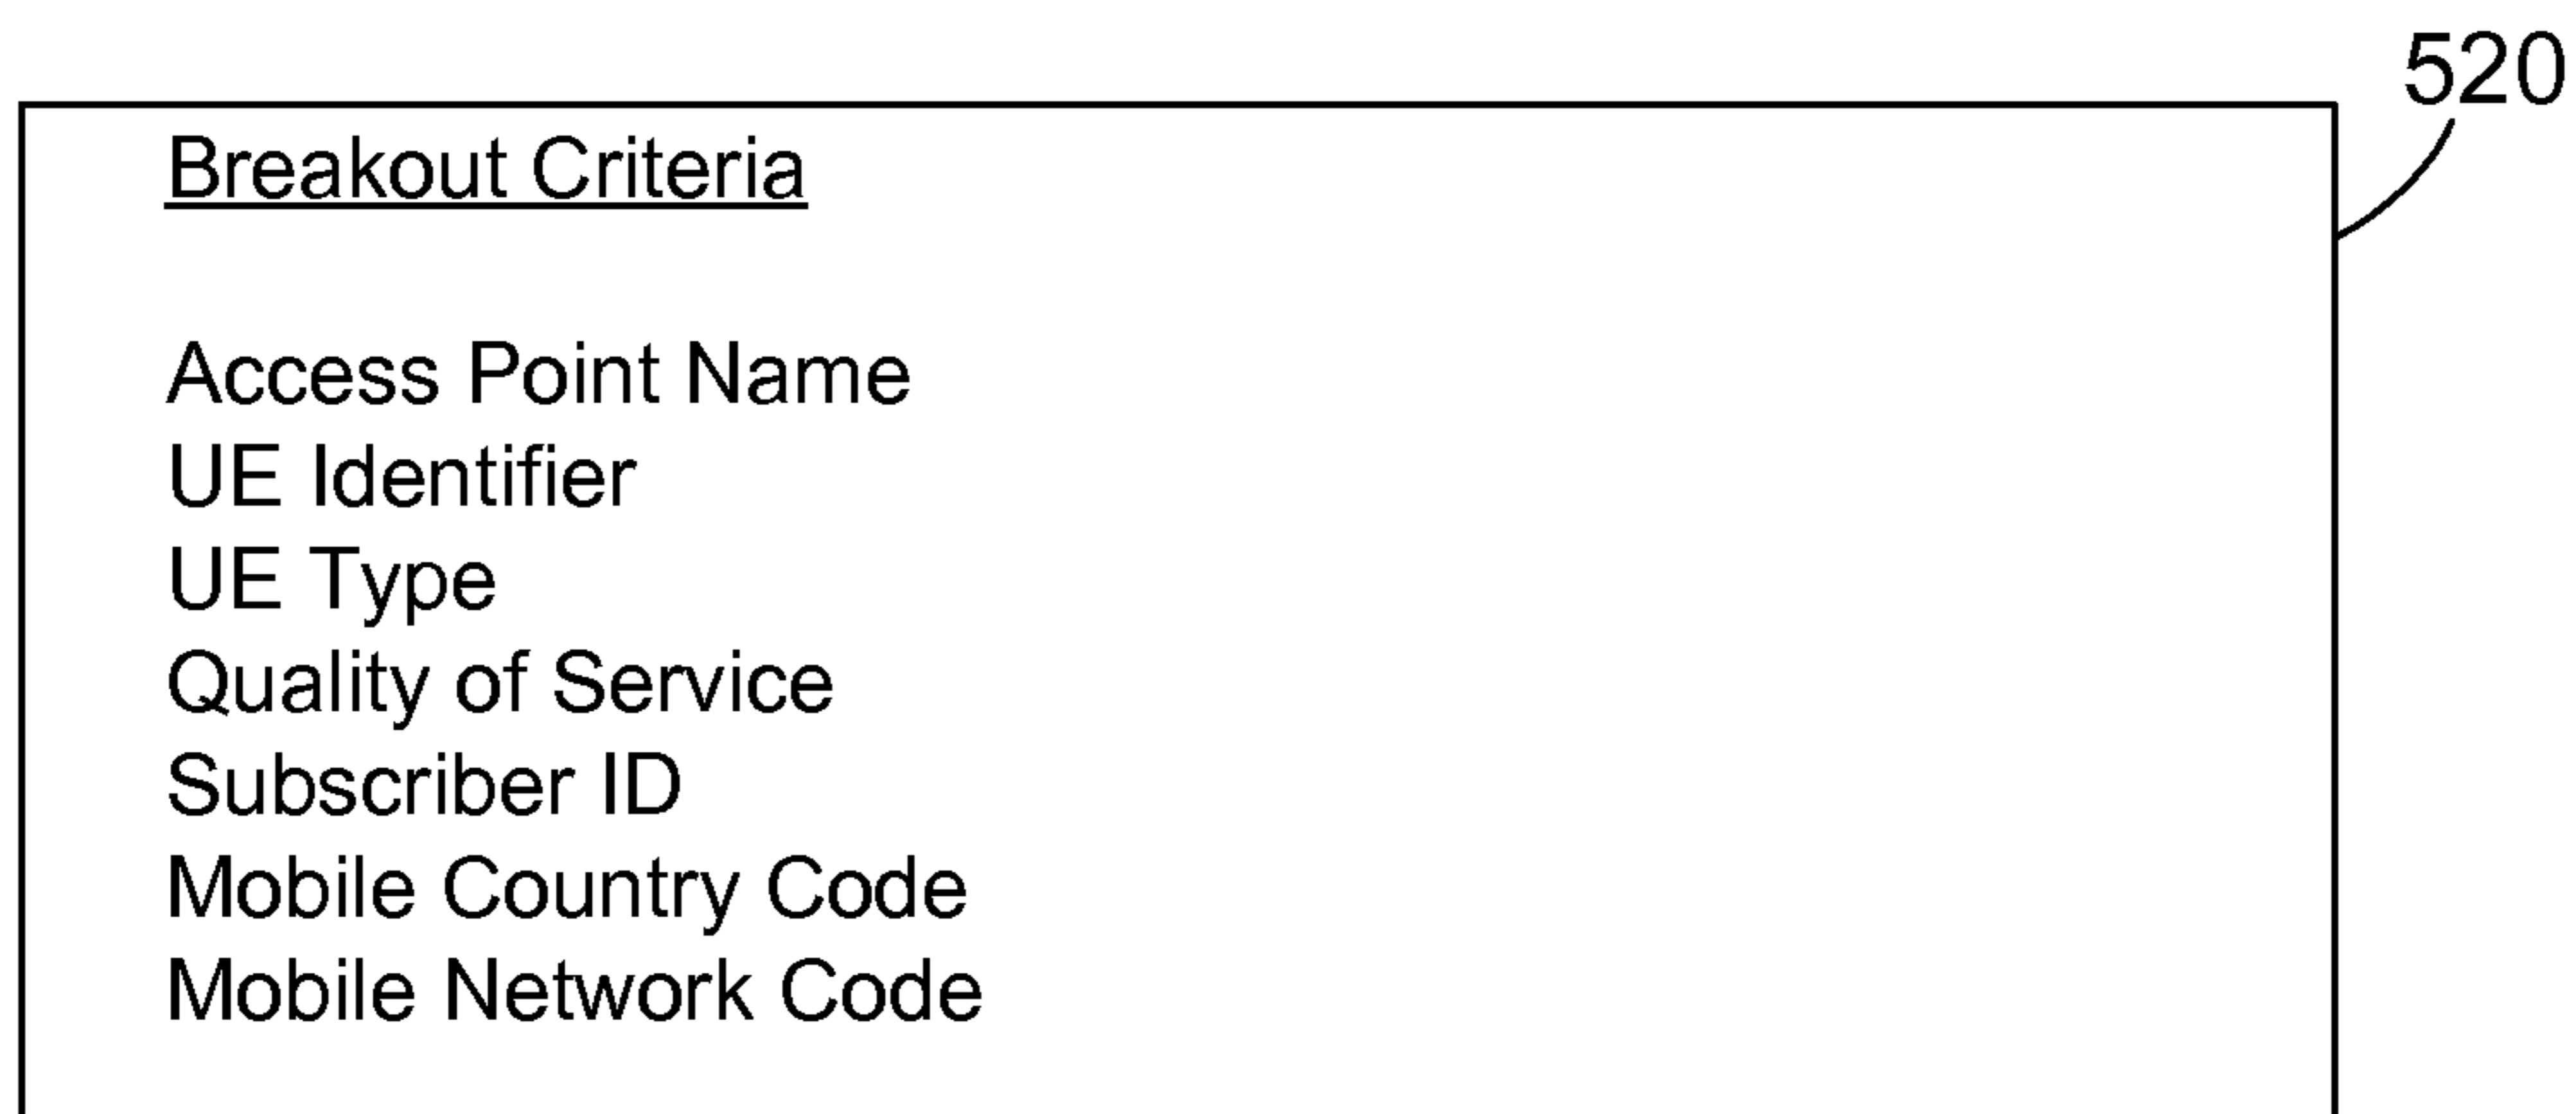 520
Breakout Criteria
Access Point Name
UE Identifier
UE Type
Quality of Service
Subscriber ID
Mobile Country Code
Mobile Network Code